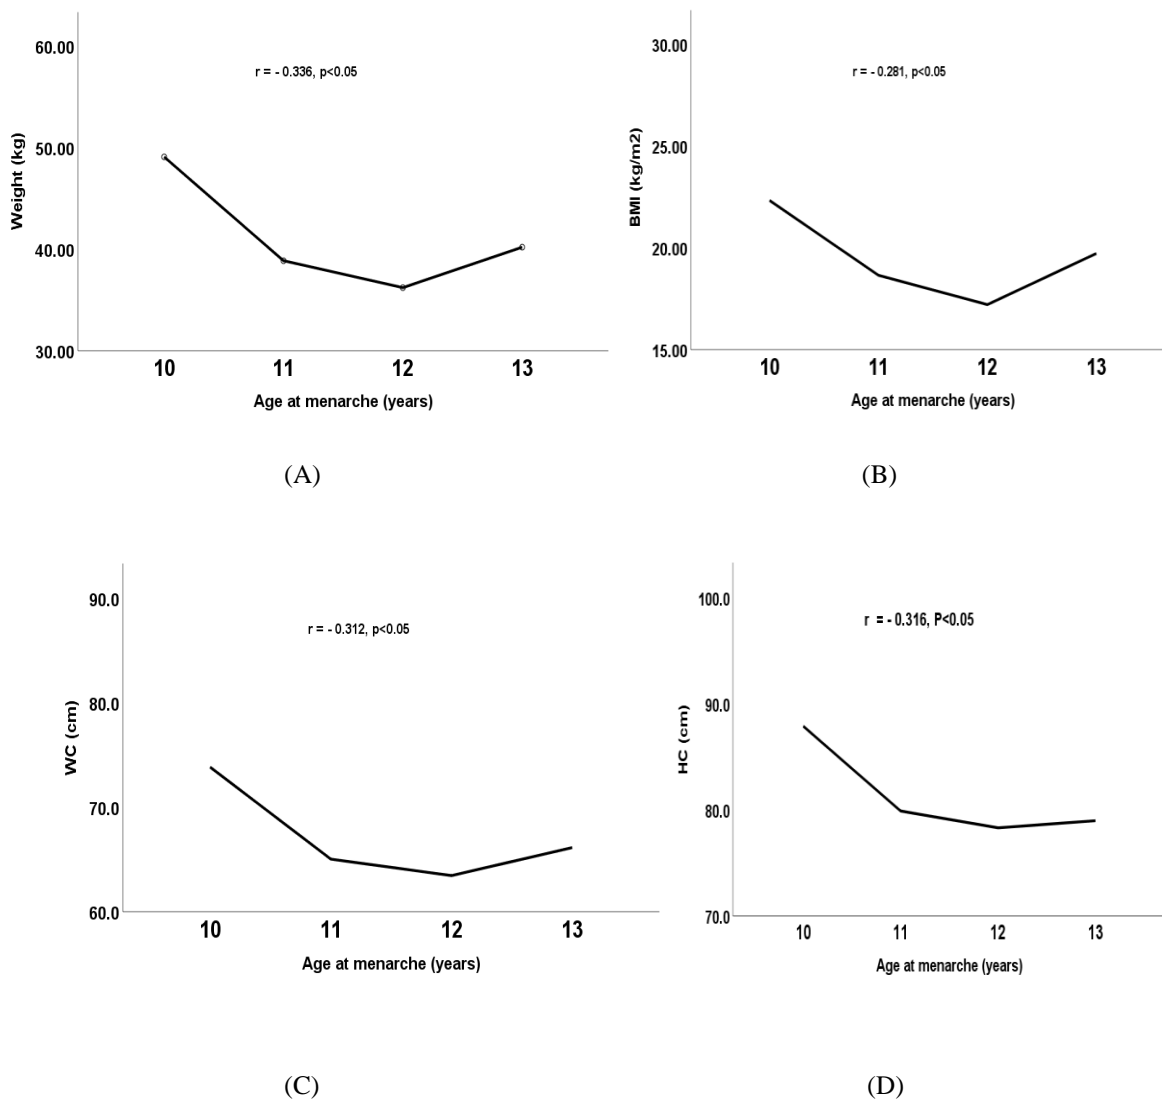 60.00
r = - 0.336, p<0.05
50.00
Weight (kg)
40.00
30.00
10 11 12 13
Age at menarche (years)
(A)
30.00
r = - 0.281, p<0.05
25.00
BMI (kg/m2)
20.00
15.00
10 11 12 13
Age at menarche (years)
(B)
90.0
r = - 0.312, p<0.05
80.0
WC (cm)
70.0
60.0
10 11 12 13
Age at menarche (years)
(C)
100.0
r = - 0.316, P<0.05
90.0
HC (cm)
80.0
70.0
10 11 12 13
Age at menarche (years)
(D)